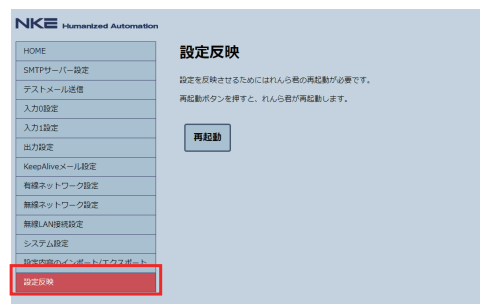 NKE Humanized Automation
HOME
SMTPサーバー設定
テストメール送信
入力0設定
入力1設定
出力設定
KeepAliveメール設定
有線ネットワーク設定
無線ネットワーク設定
無線LAN接続設定
システム設定
設定内容のインポート/エクスポート
設定反映
設定反映
設定を反映させるためにはれんら君の再起動が必要です。
再起動ボタンを押すと、れんら君が再起動します。
再起動